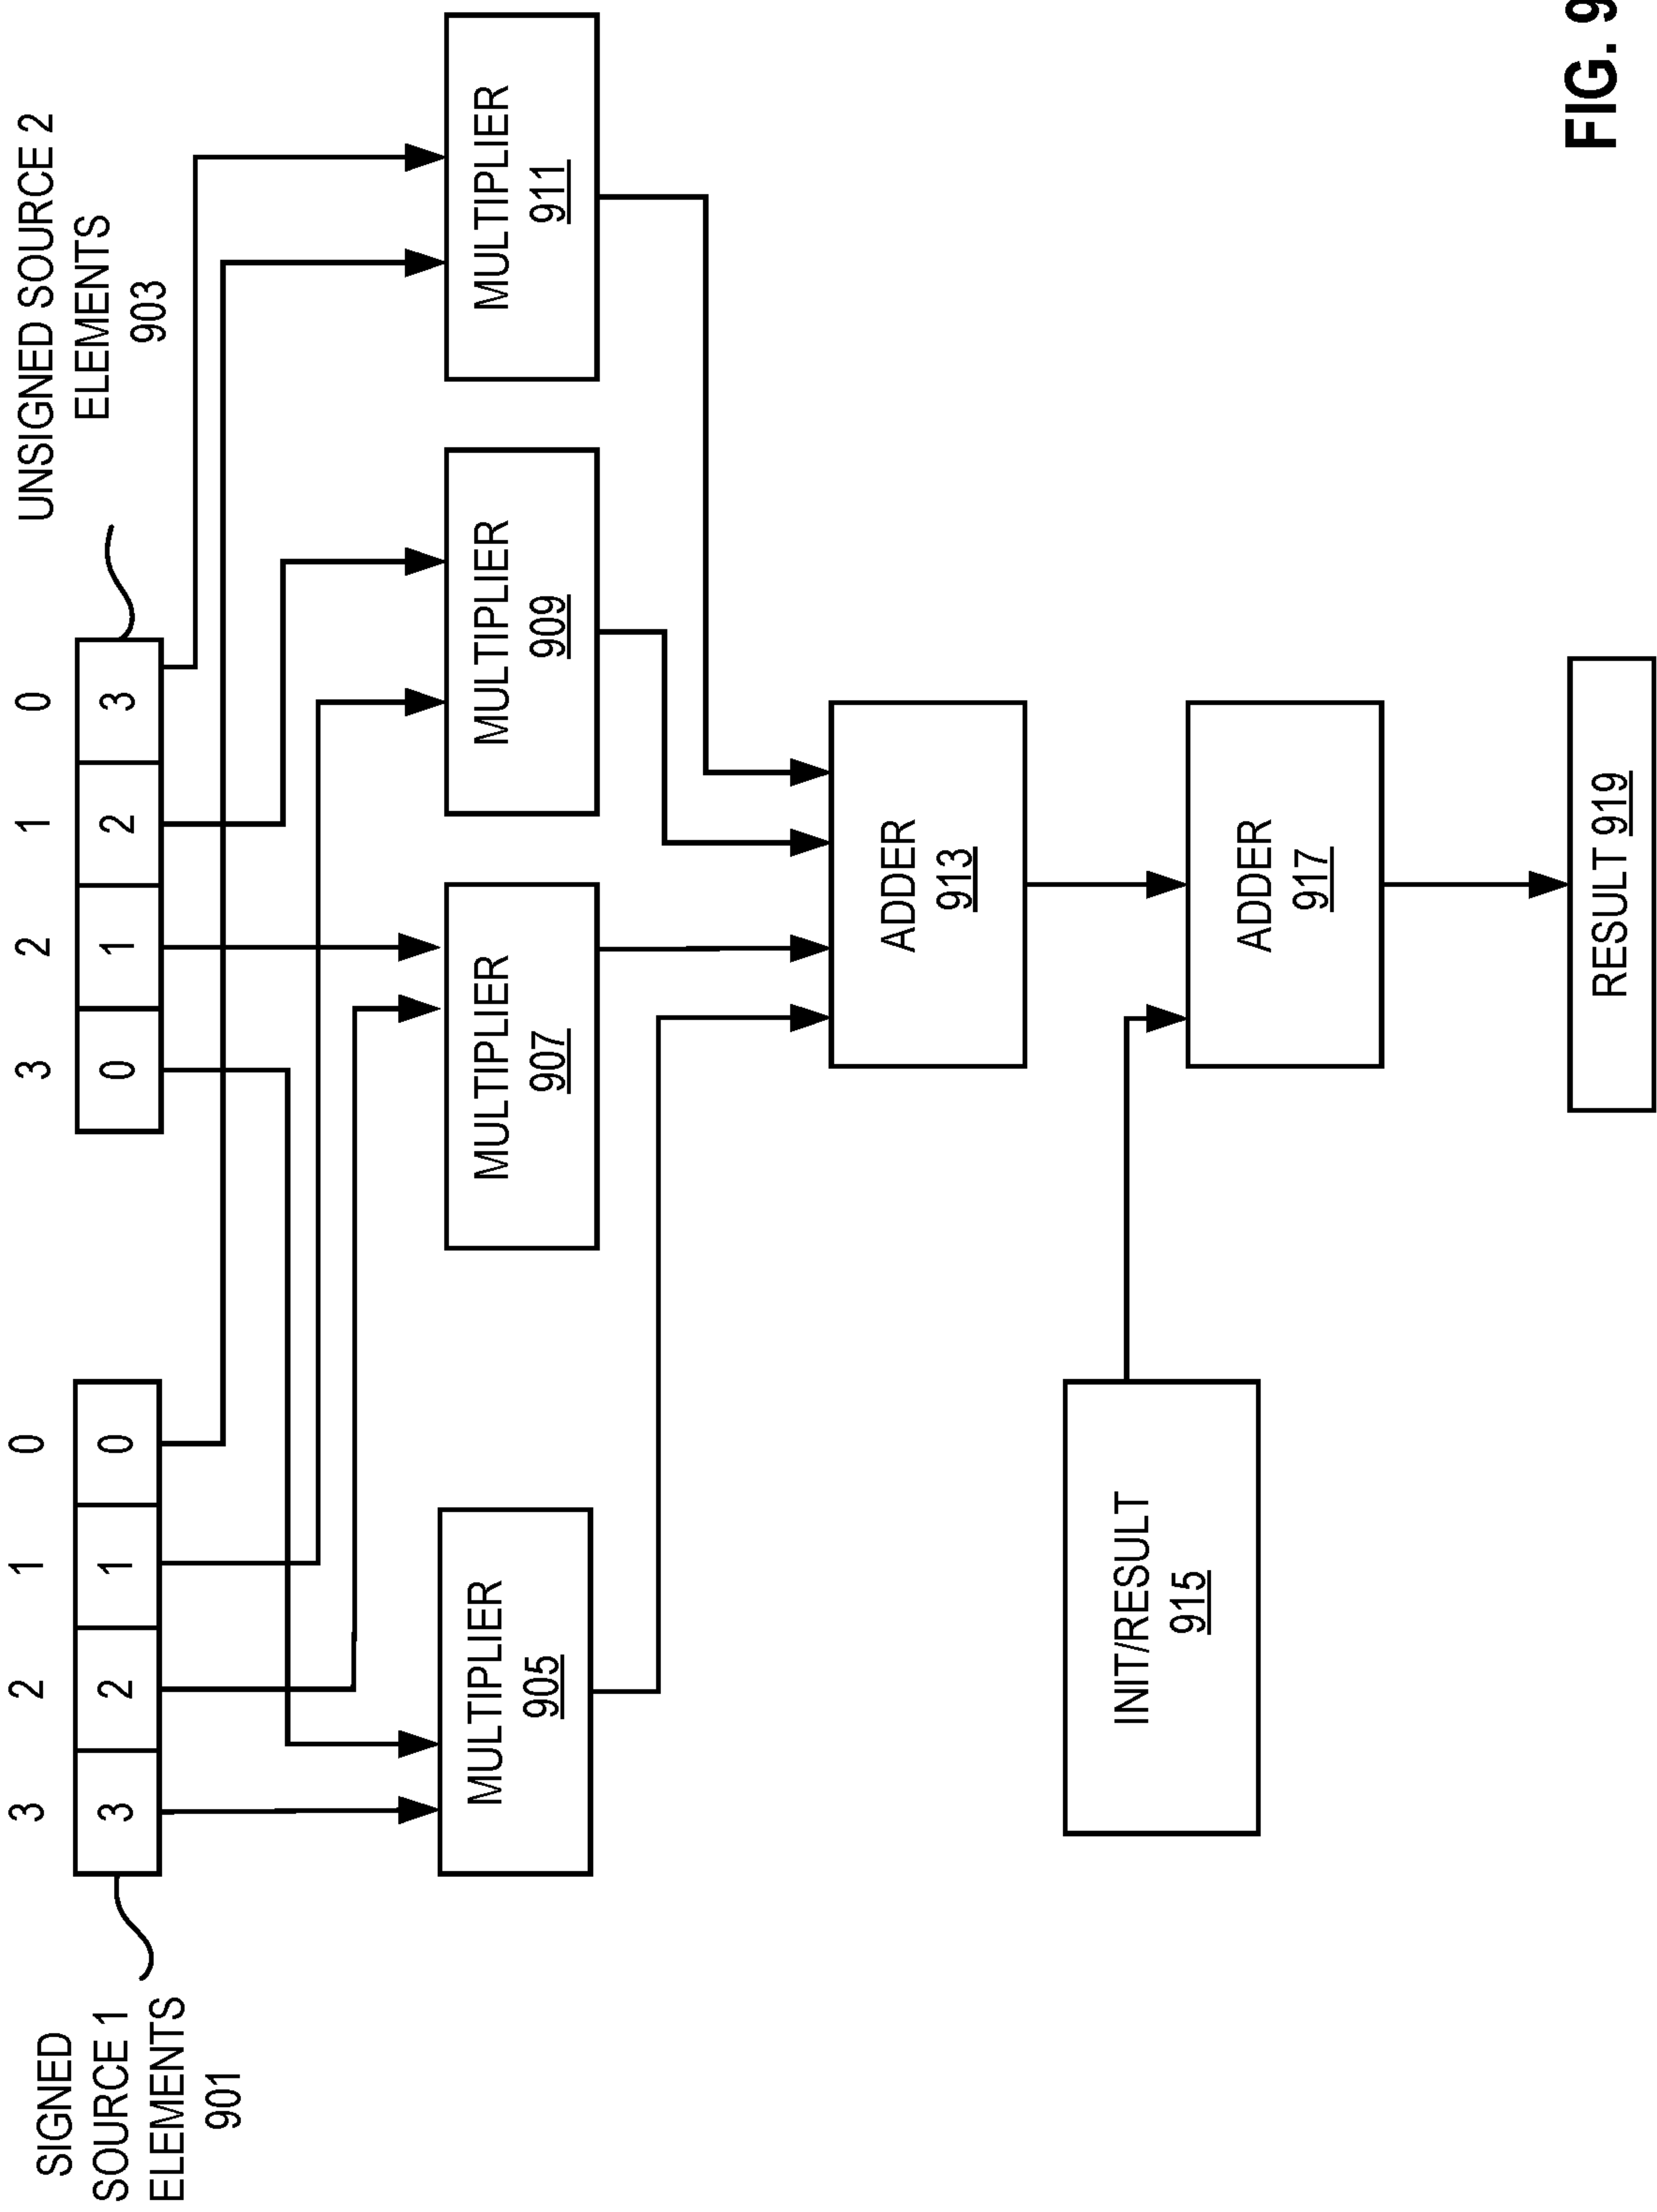 3 2 1 0
3 2 1 0
SIGNED
SOURCE 1
ELEMENTS
901
3 2 1 0
0 1 2 3
UNSIGNED SOURCE 2
ELEMENTS
903
MULTIPLIER
905
MULTIPLIER
907
MULTIPLIER
909
MULTIPLIER
911
ADDER
913
INIT/RESULT
915
ADDER
917
RESULT 919
FIG. 9